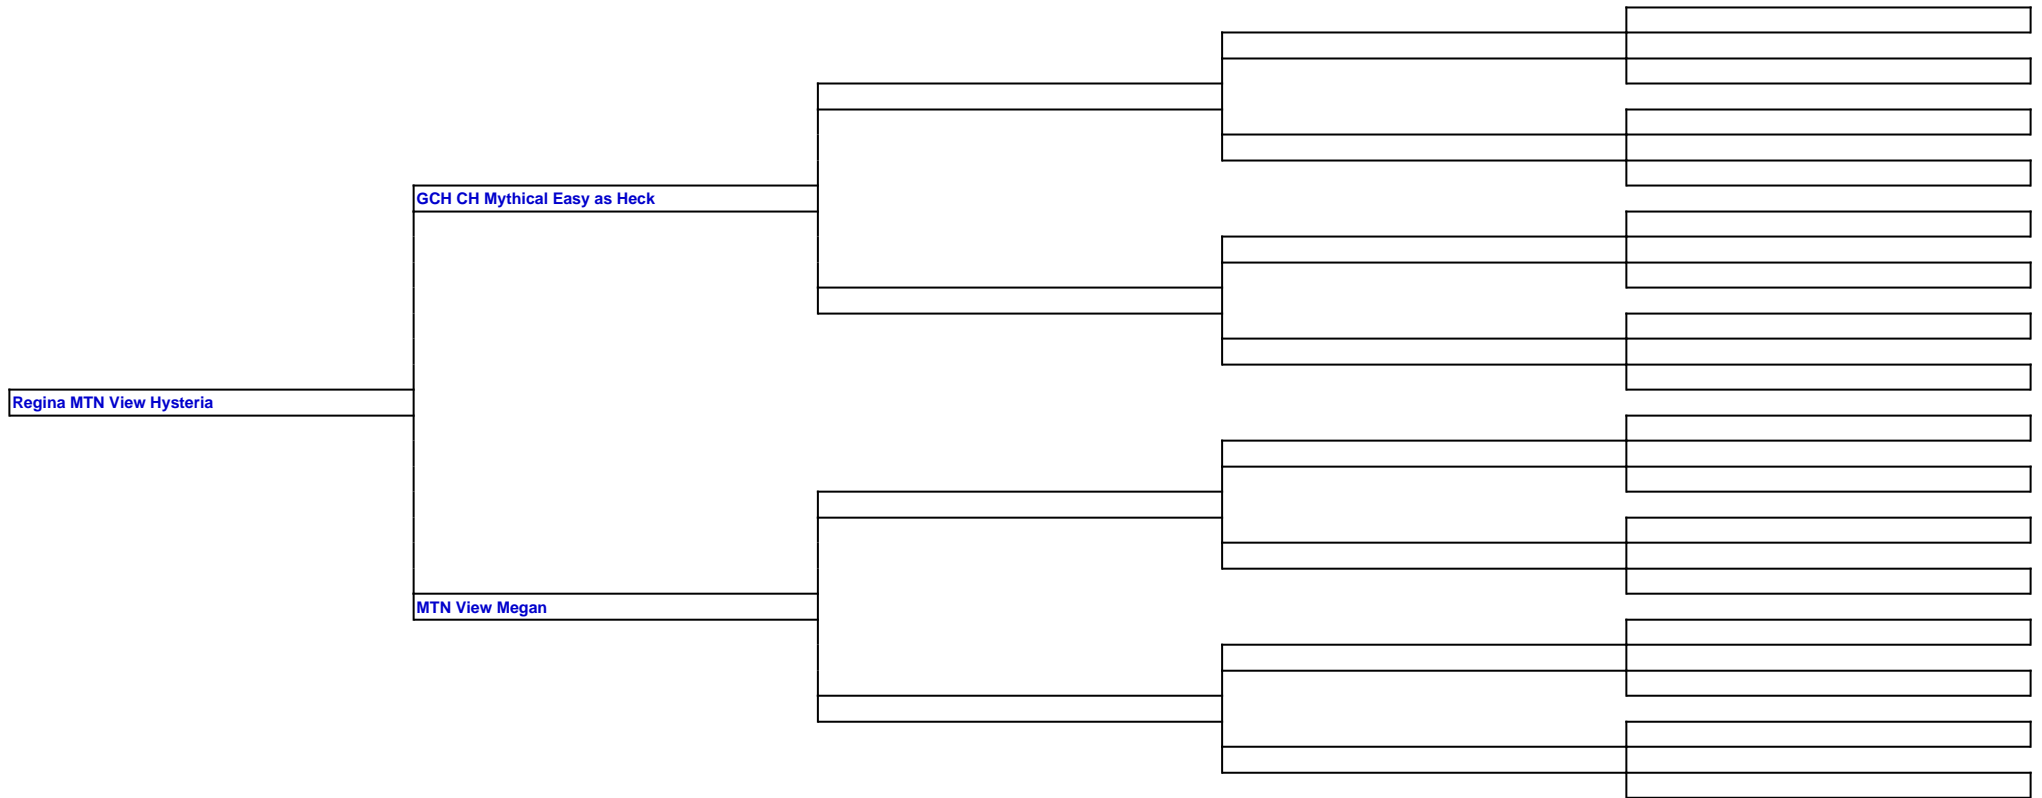 GCH CH Mythical Easy as Heck
Regina MTN View Hysteria
MTN View Megan